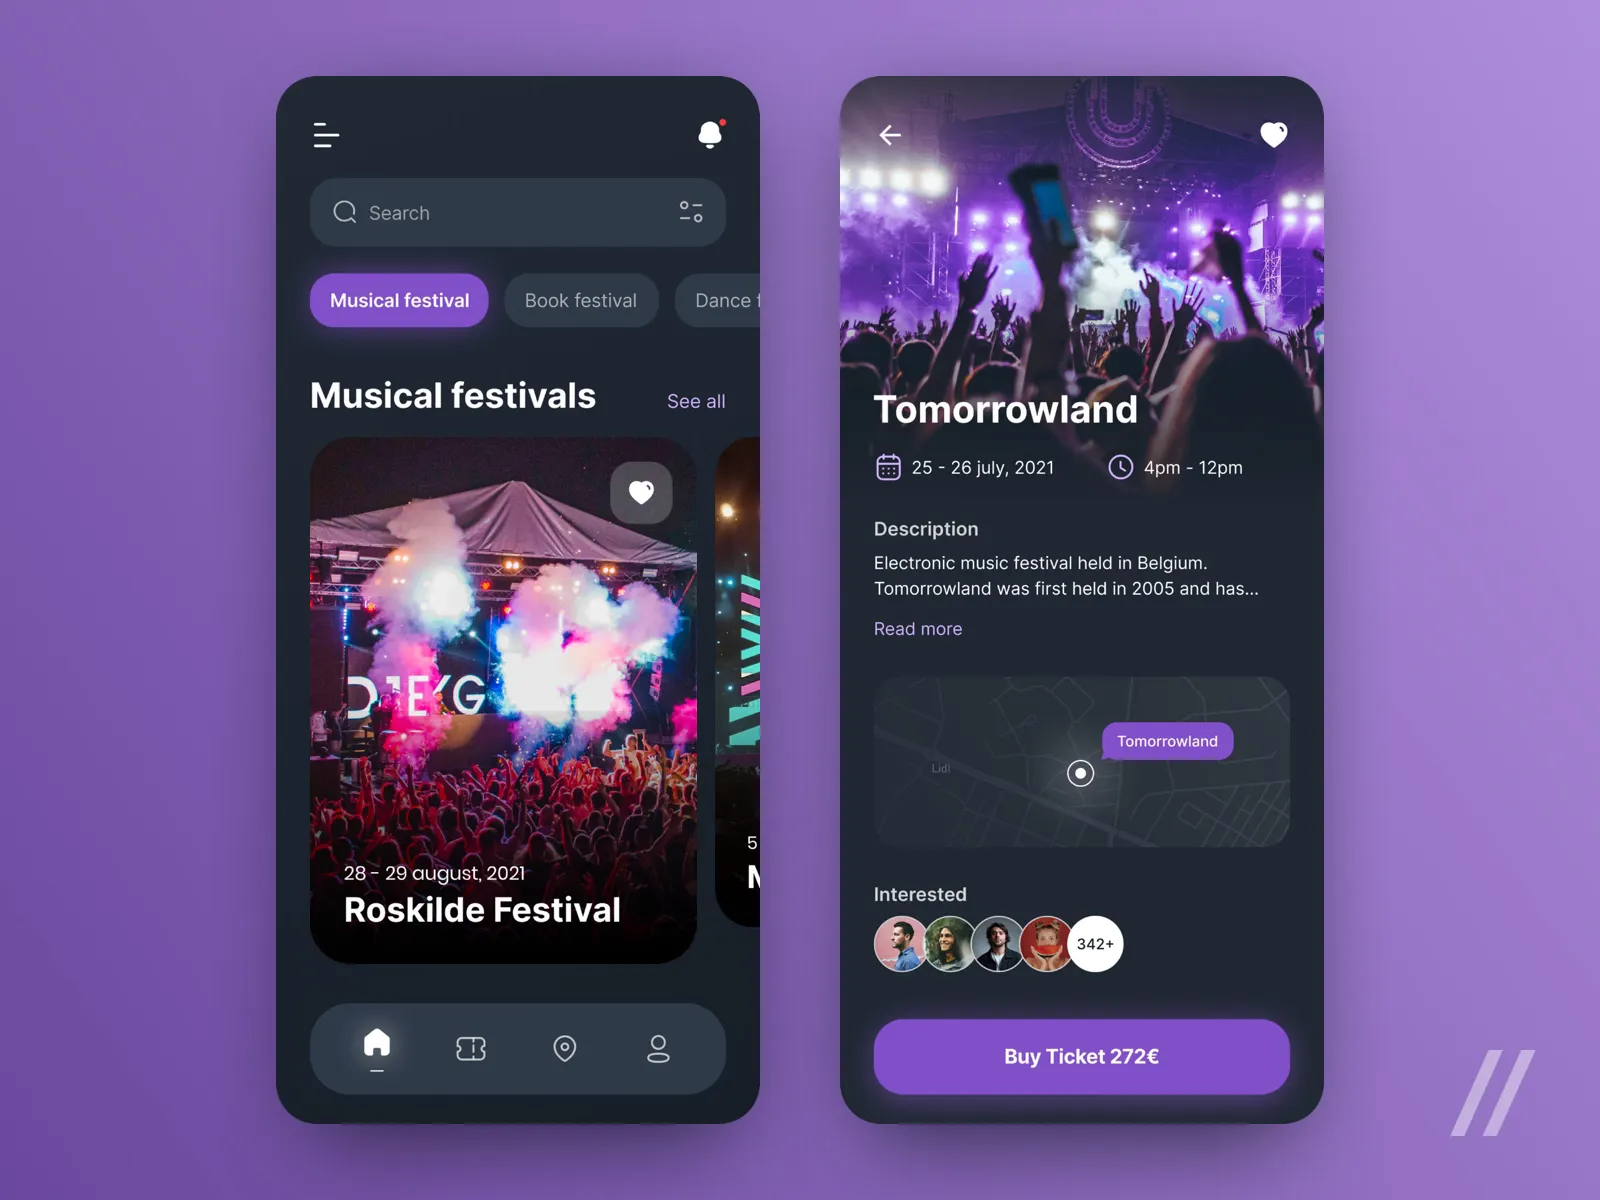 Search
Musical festival
Book festival
Dance f
Musical festivals
See all
28 - 29 august, 2021
Roskilde Festival
5
Tomorrowland
25 - 26 july, 2021
4pm - 12pm
Description
Electronic music festival held in Belgium.
Tomorrowland was first held in 2005 and has...
Read more
Tomorrowland
Lidl
Interested
342+
Buy Ticket 272€